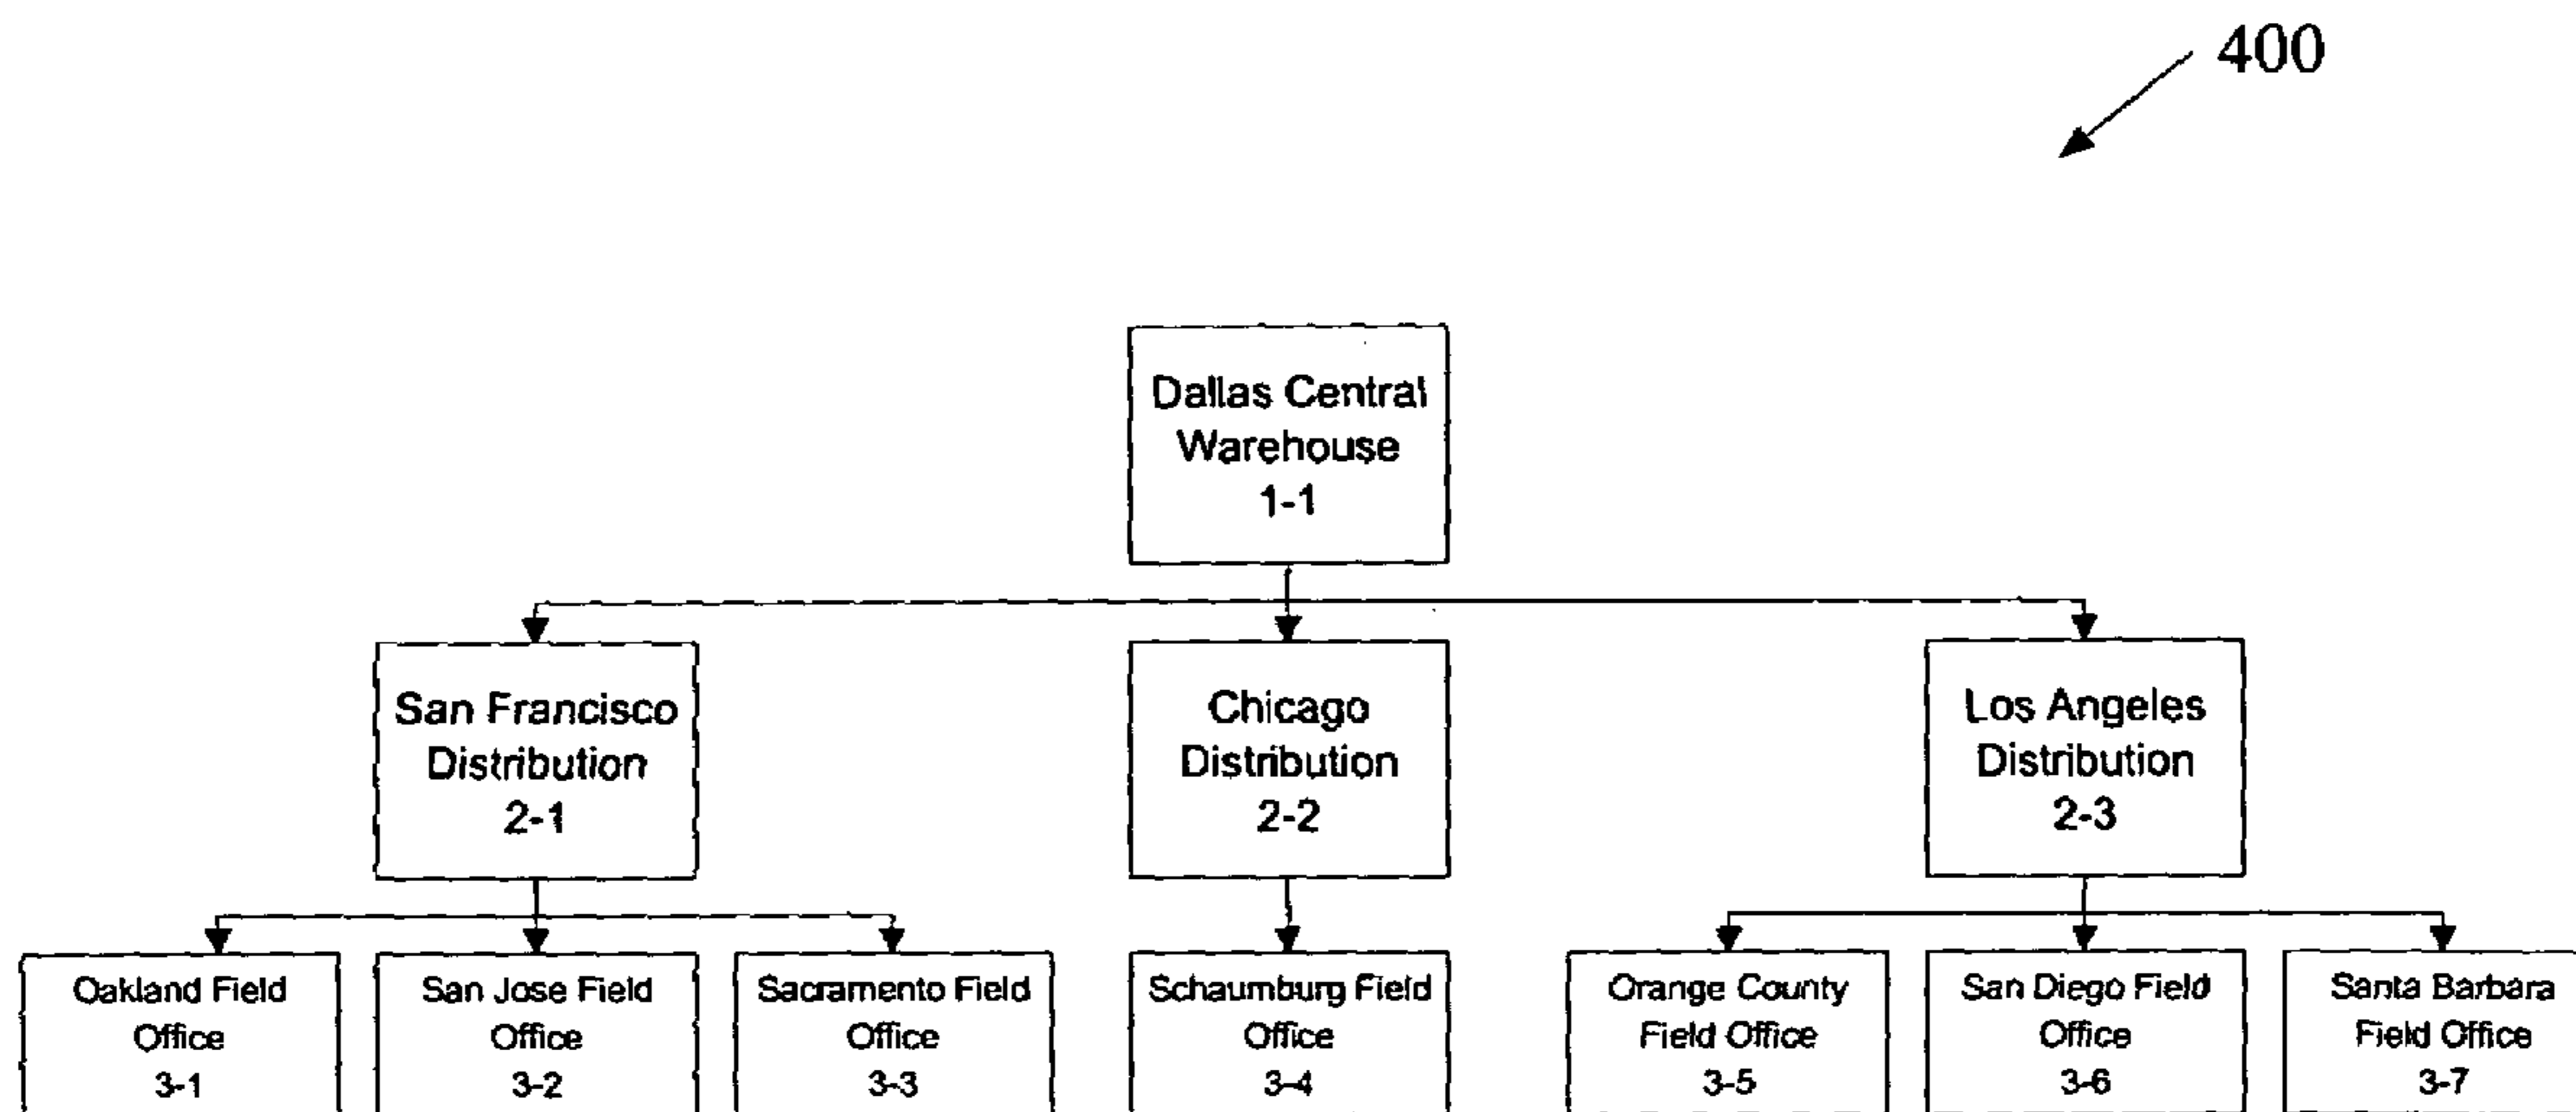 400
Dallas Central
Warehouse
1-1
San Francisco
Distribution
2-1
Chicago
Distribution
2-2
Los Angeles
Distribution
2-3
Oakland Field
Office
3-1
San Jose Field
Office
3-2
Sacramento Field
Office
3-3
Schaumburg Field
Office
3-4
Orange County
Field Office
3-5
San Diego Field
Office
3-6
Santa Barbara
Field Office
3-7